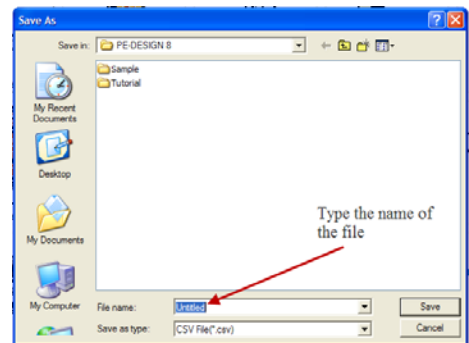 Save As
Save in: PE-DESIGN 8
Sample
Tutorial
My Recent
Documents
Desktop
My Documents
My Computer
Type the name of
the file
File name: Untitled
Save
Save as type: CSV File(*.csv)
Cancel